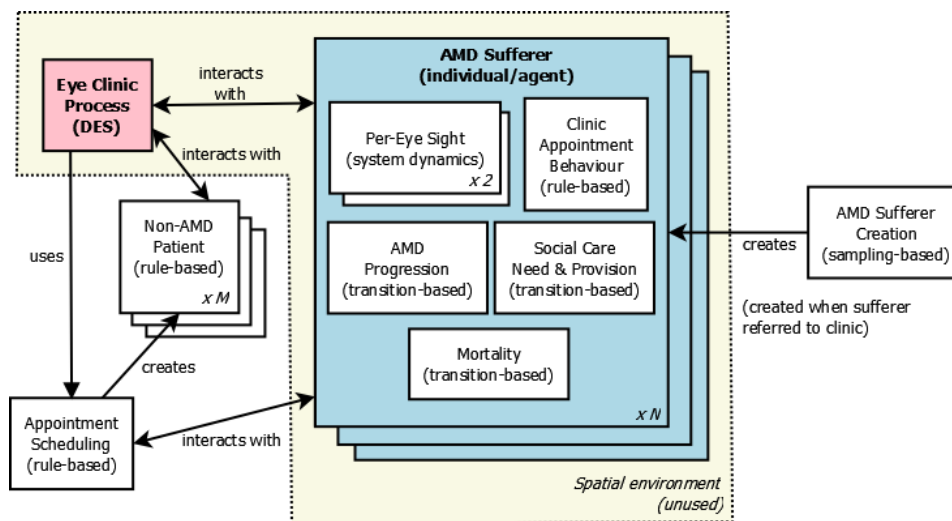 AMD Sufferer
(individual/agent)
Eye Clinic
Process
(DES)
interacts
with
Per-Eye Sight
(system dynamics)
x 2
Clinic
Appointment
Behaviour
(rule-based)
interacts with
Non-AMD
Patient
(rule-based)
x M
AMD
Progression
(transition-based)
Social Care
Need & Provision
(transition-based)
AMD Sufferer
Creation
(sampling-based)
creates
uses
(created when sufferer
referred to clinic)
Mortality
(transition-based)
creates
x N
Appointment
Scheduling
(rule-based)
interacts with
Spatial environment
(unused)